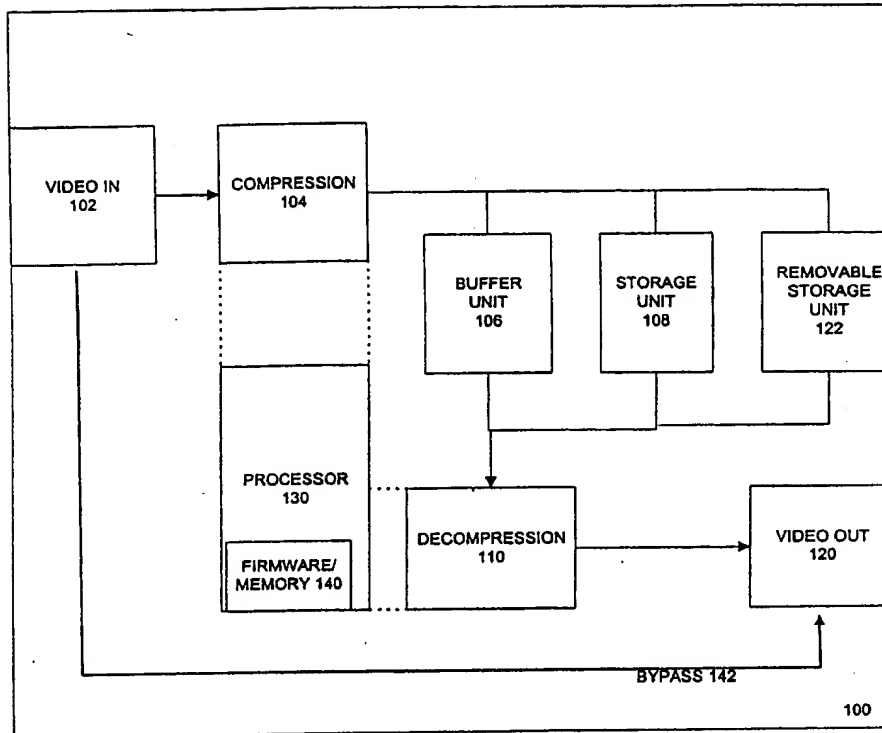 VIDEO IN
102
COMPRESSION
104
BUFFER
UNIT
106
STORAGE
UNIT
108
REMOVABLE
STORAGE
UNIT
122
PROCESSOR
130
FIRMWARE/
MEMORY 140
DECOMPRESSION
110
VIDEO OUT
120
BYPASS 142
100